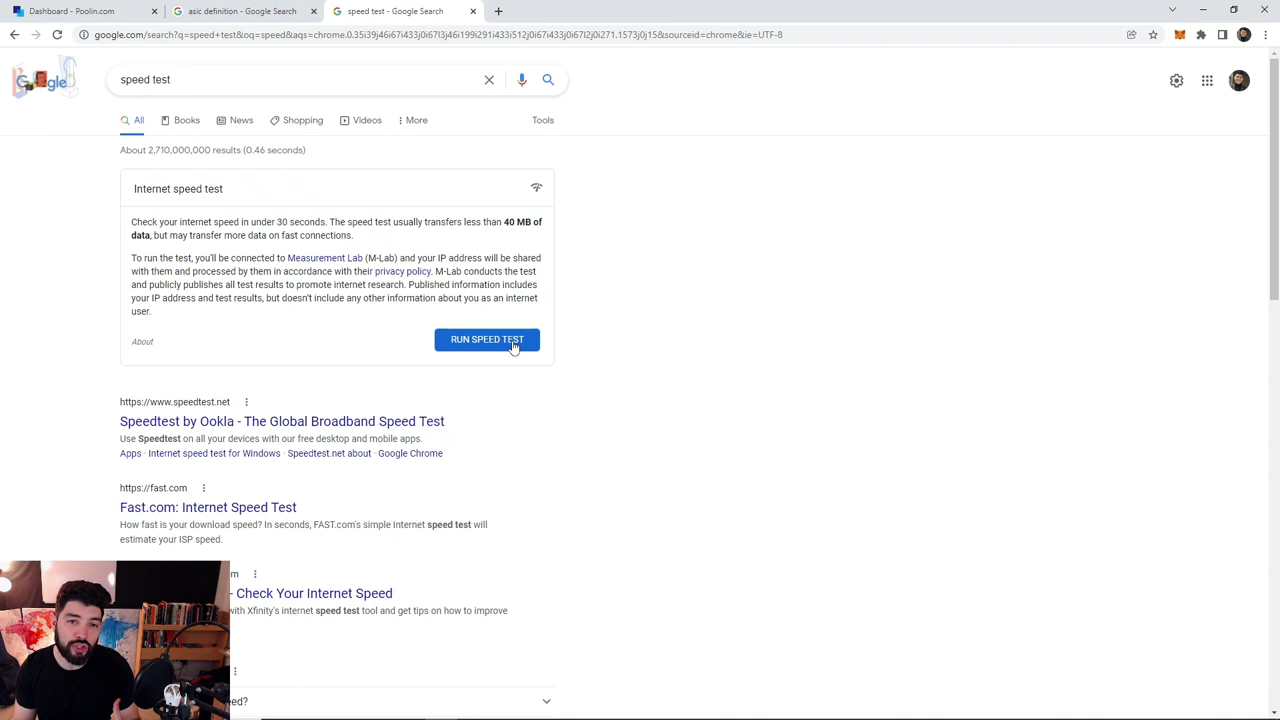 Dashboard - Poolin.com
asic definition - Google Search
speed test - Google Search
google.com/search?q=speed+test&oq=speed&aqs=chrome.0.35i39j46i67i433j0i67l3j46i199i291i433i512j0i67i433j0i67l2j0i271.1573j0j15&sourceid=chrome&ie=UTF-8
speed test
All
Books
News
Shopping
Videos
More
Tools
About 2,710,000,000 results (0.46 seconds)
Internet speed test
Check your internet speed in under 30 seconds. The speed test usually transfers less than 40 MB of
data, but may transfer more data on fast connections.
To run the test, you'll be connected to Measurement Lab (M-Lab) and your IP address will be shared
with them and processed by them in accordance with their privacy policy. M-Lab conducts the test
and publicly publishes all test results to promote internet research. Published information includes
your IP address and test results, but doesn't include any other information about you as an internet
user.
About
RUN SPEED TEST
https://www.speedtest.net
Speedtest by Ookla - The Global Broadband Speed Test
Use Speedtest on all your devices with our free desktop and mobile apps.
Apps · Internet speed test for Windows · Speedtest.net about · Google Chrome
https://fast.com
Fast.com: Internet Speed Test
How fast is your download speed? In seconds, FAST.com's simple Internet speed test will
estimate your ISP speed.
m
- Check Your Internet Speed
with Xfinity's internet speed test tool and get tips on how to improve
ed?